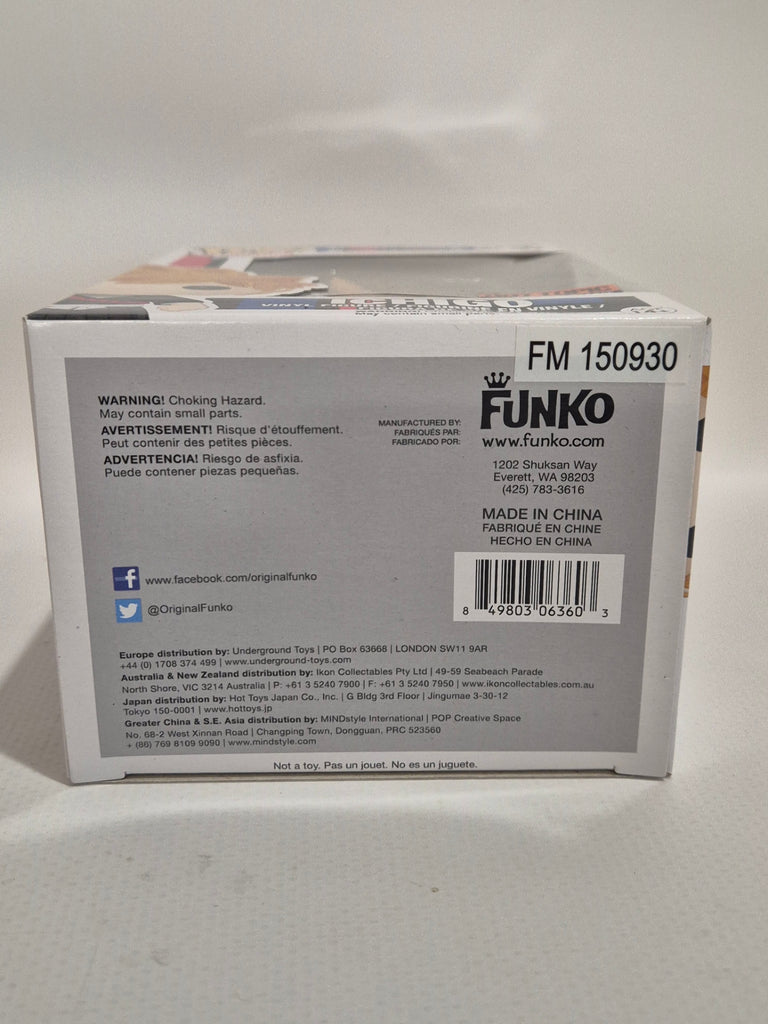 ICHIGO
May contain small parts.
FM 150930
WARNING! Choking Hazard.
May contain small parts.
AVERTISSEMENT! Risque d'étouffement.
Peut contenir des petites pièces.
ADVERTENCIA! Riesgo de asfixia.
Puede contener piezas pequeñas.
MANUFACTURED BY:
FABRIQUÉS PAR:
FABRICADO POR:
FUNKO
www.funko.com
1202 Shuksan Way
Everett, WA 98203
(425) 783-3616
MADE IN CHINA
FABRIQUÉ EN CHINE
HECHO EN CHINA
8 49803 06360 3
f www.facebook.com/originalfunko
@OriginalFunko
Europe distribution by: Underground Toys | PO Box 63668 | LONDON SW11 9AR
+44 (0) 1708 374 499 | www.underground-toys.com
Australia & New Zealand distribution by: Ikon Collectables Pty Ltd | 49-59 Seabeach Parade
North Shore, VIC 3214 Australia | P: +61 3 5240 7900 | F: +61 3 5240 7950 | www.ikoncollectables.com.au
Japan distribution by: Hot Toys Japan Co., Inc. | G Bldg 3rd Floor | Jingumae 3-30-12
Tokyo 150-0001 | www.hottoys.jp
Greater China & S.E. Asia distribution by: MINDstyle International | POP Creative Space
No. 68-2 West Xinnan Road | Changping Town, Dongguan, PRC 523560
+ (86) 769 8109 9090 | www.mindstyle.com
Not a toy. Pas un jouet. No es un juguete.